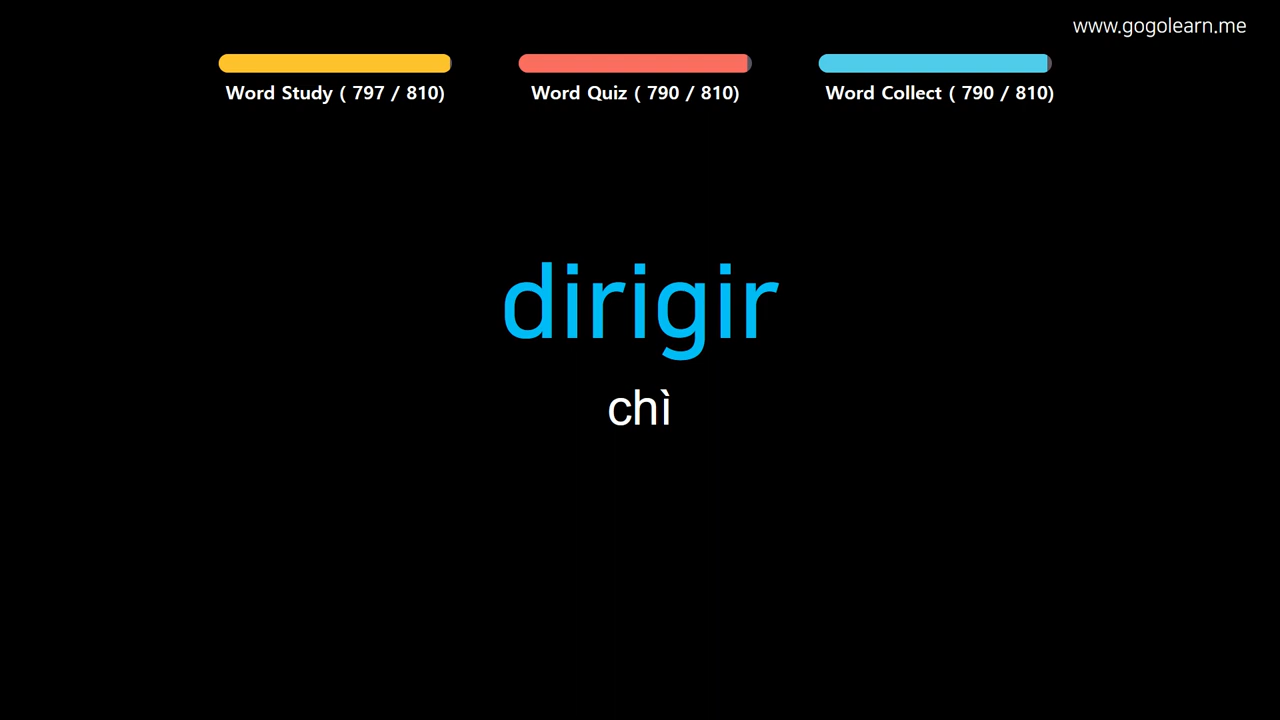 www.gogolearn.me
Word Study ( 797 / 810)
Word Quiz ( 790 / 810)
Word Collect ( 790 / 810)
dirigir
chì